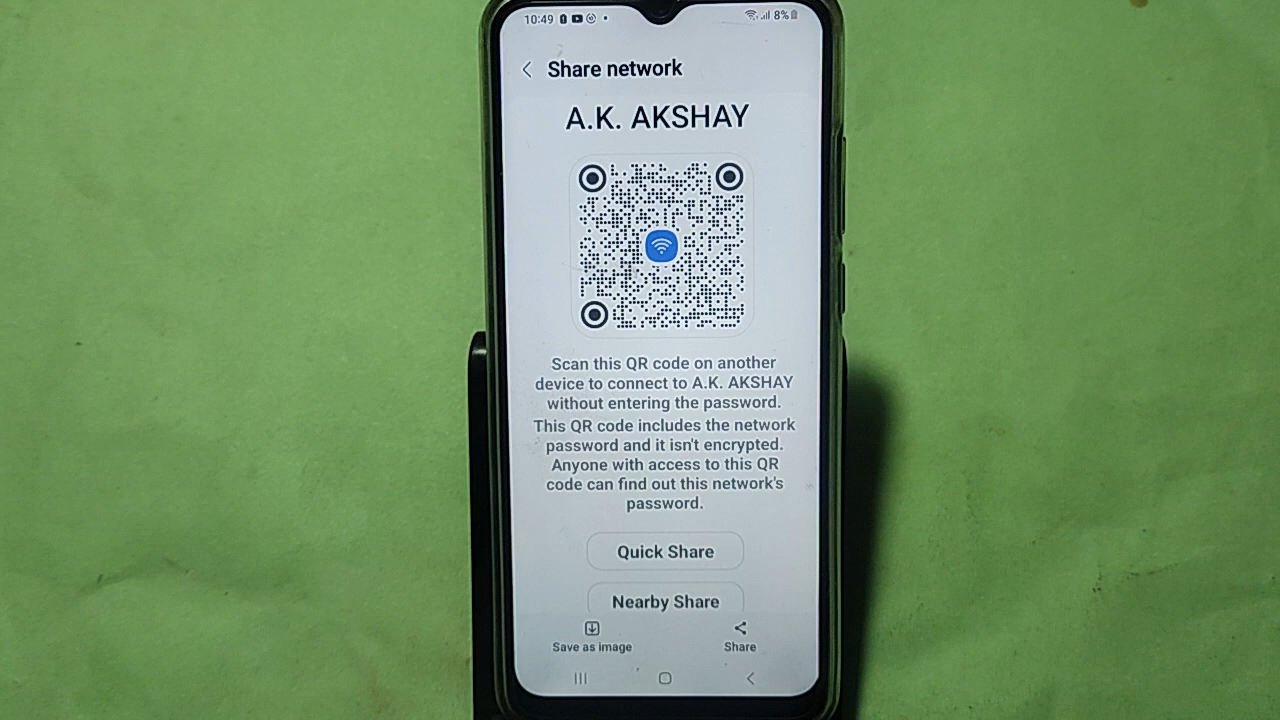 10:49
8%
Share network
A.K. AKSHAY
Scan this QR code on another
device to connect to A.K. AKSHAY
without entering the password.
This QR code includes the network
password and it isn't encrypted.
Anyone with access to this QR
code can find out this network's
password.
Quick Share
Nearby Share
Save as image
Share